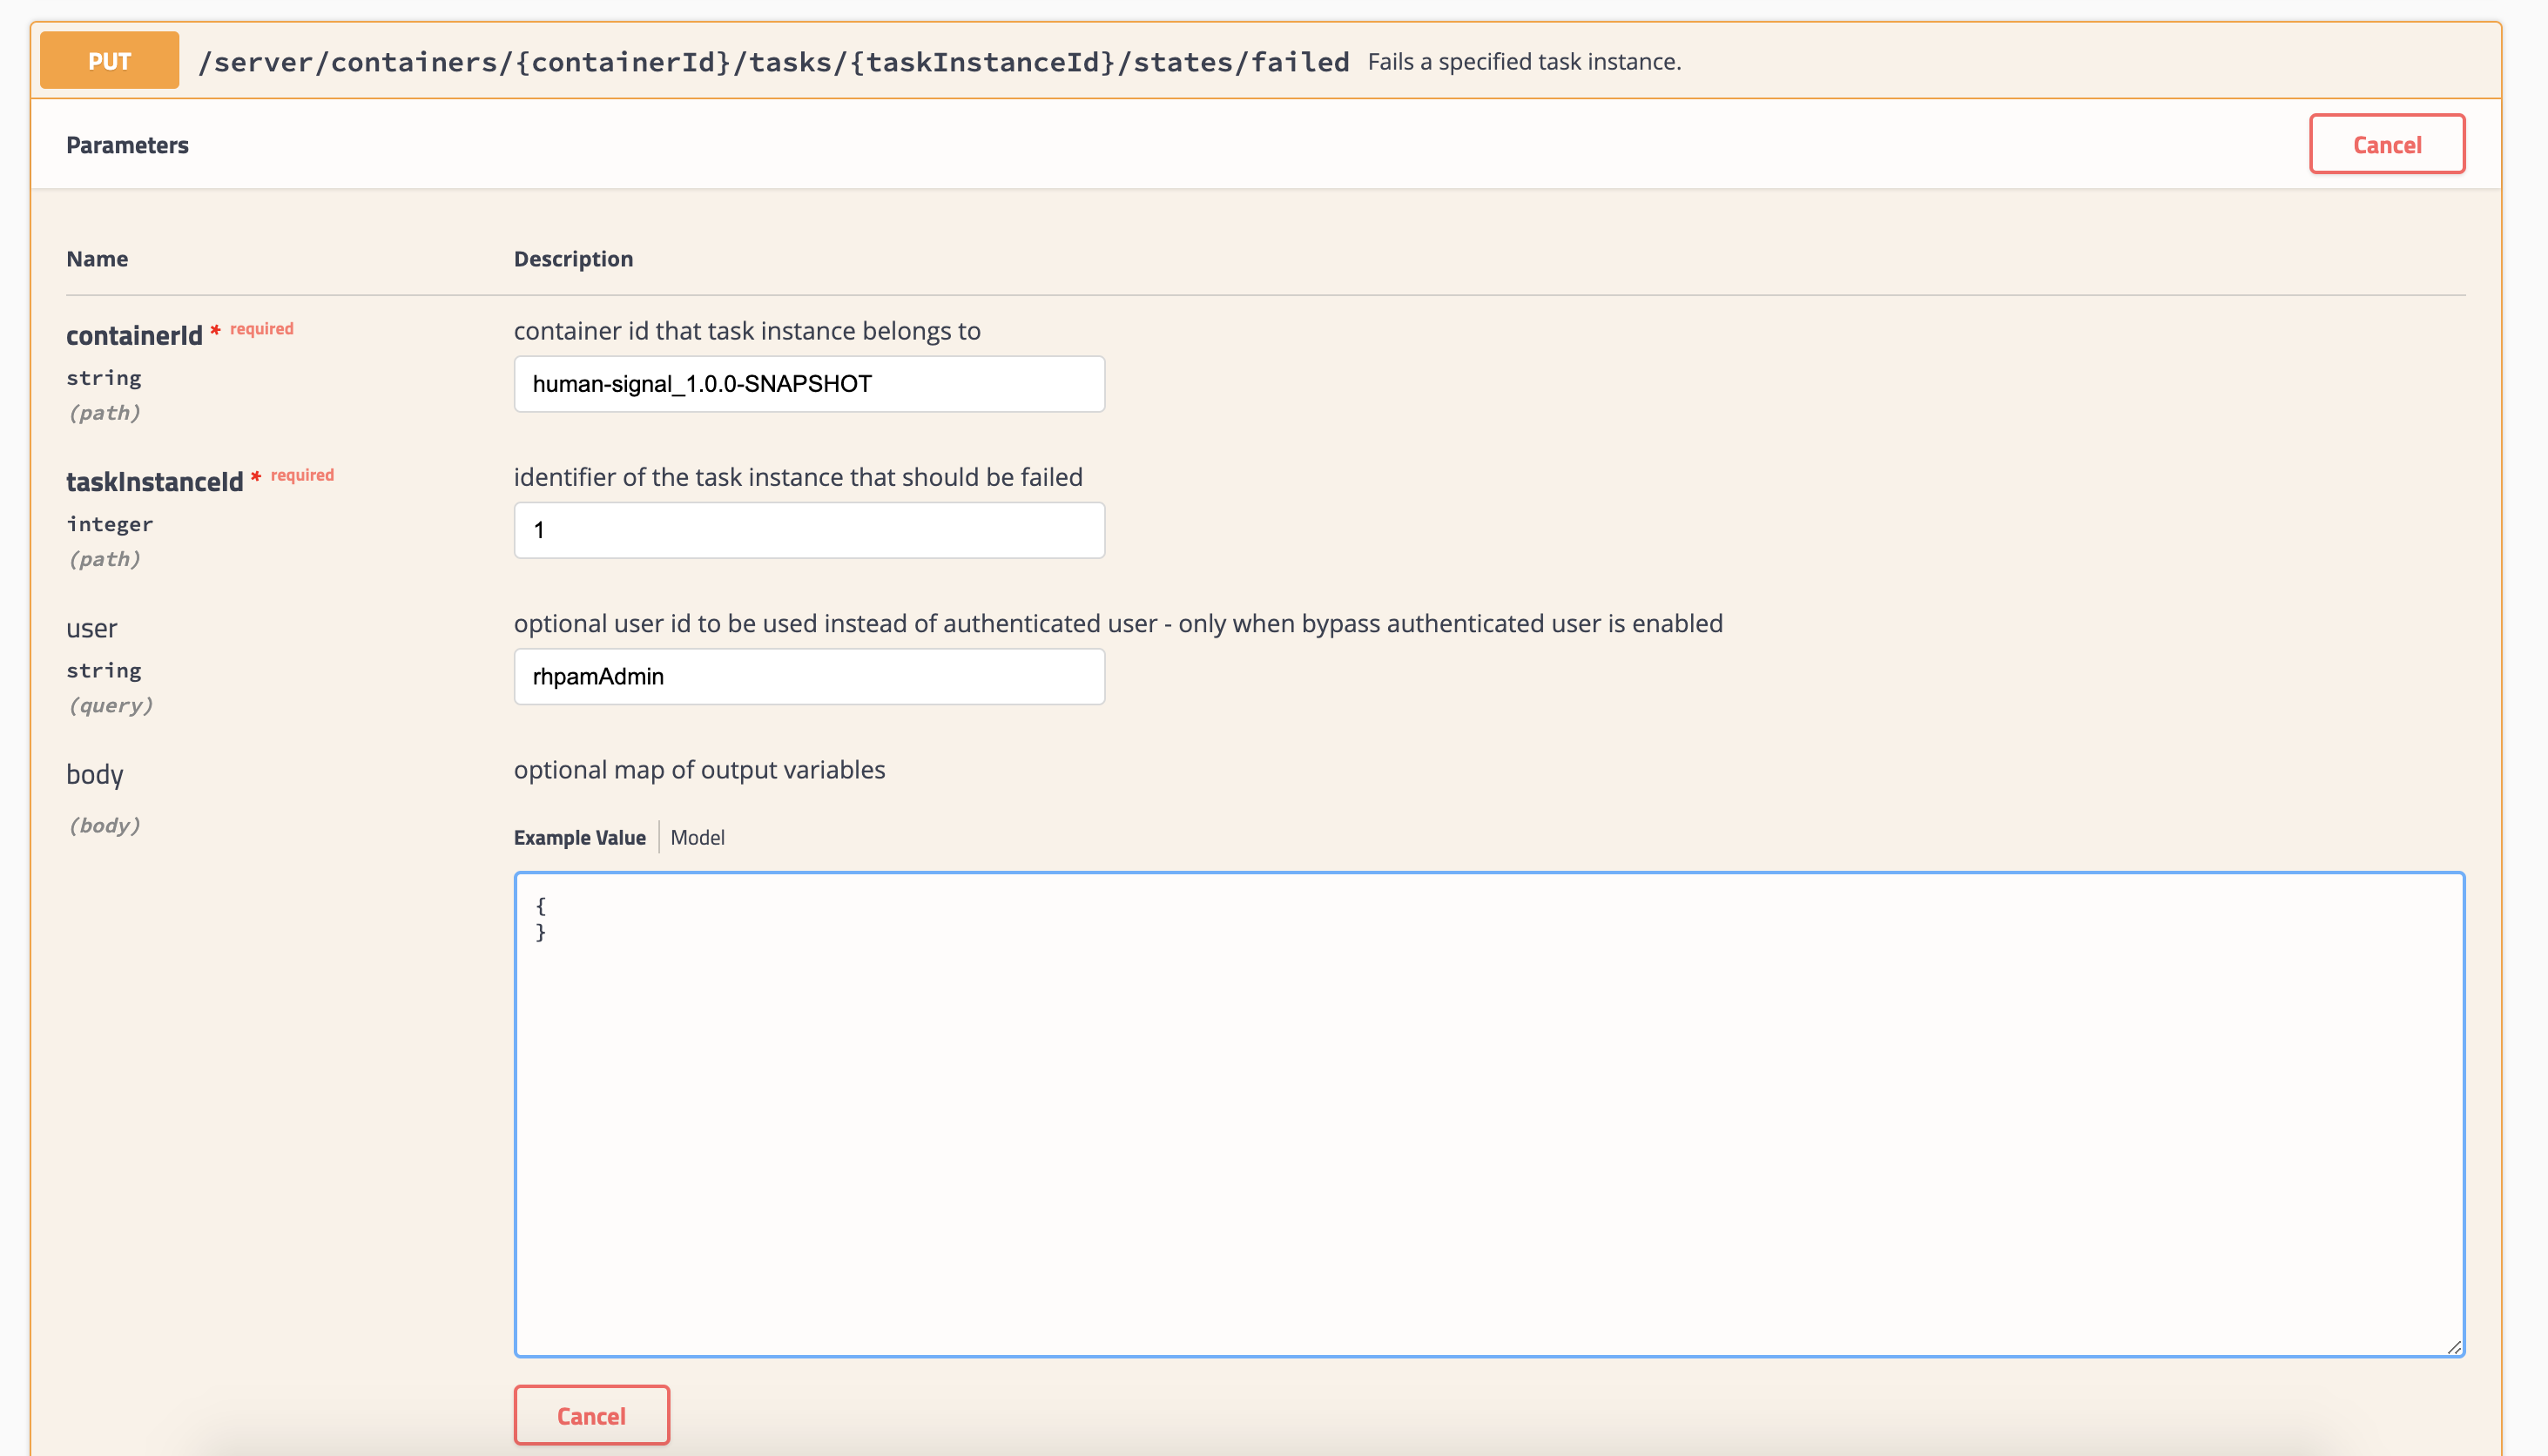 PUT /server/containers/{containerId}/tasks/{taskInstanceId}/states/failed Fails a specified task instance.
Parameters Cancel
Name Description
containerId * required container id that task instance belongs to
string human-signal_1.0.0-SNAPSHOT
(path)
taskInstanceId * required identifier of the task instance that should be failed
integer 1
(path)
user optional user id to be used instead of authenticated user - only when bypass authenticated user is enabled
string rhpamAdmin
(query)
body optional map of output variables
(body)
Example Value Model
{
}
Cancel